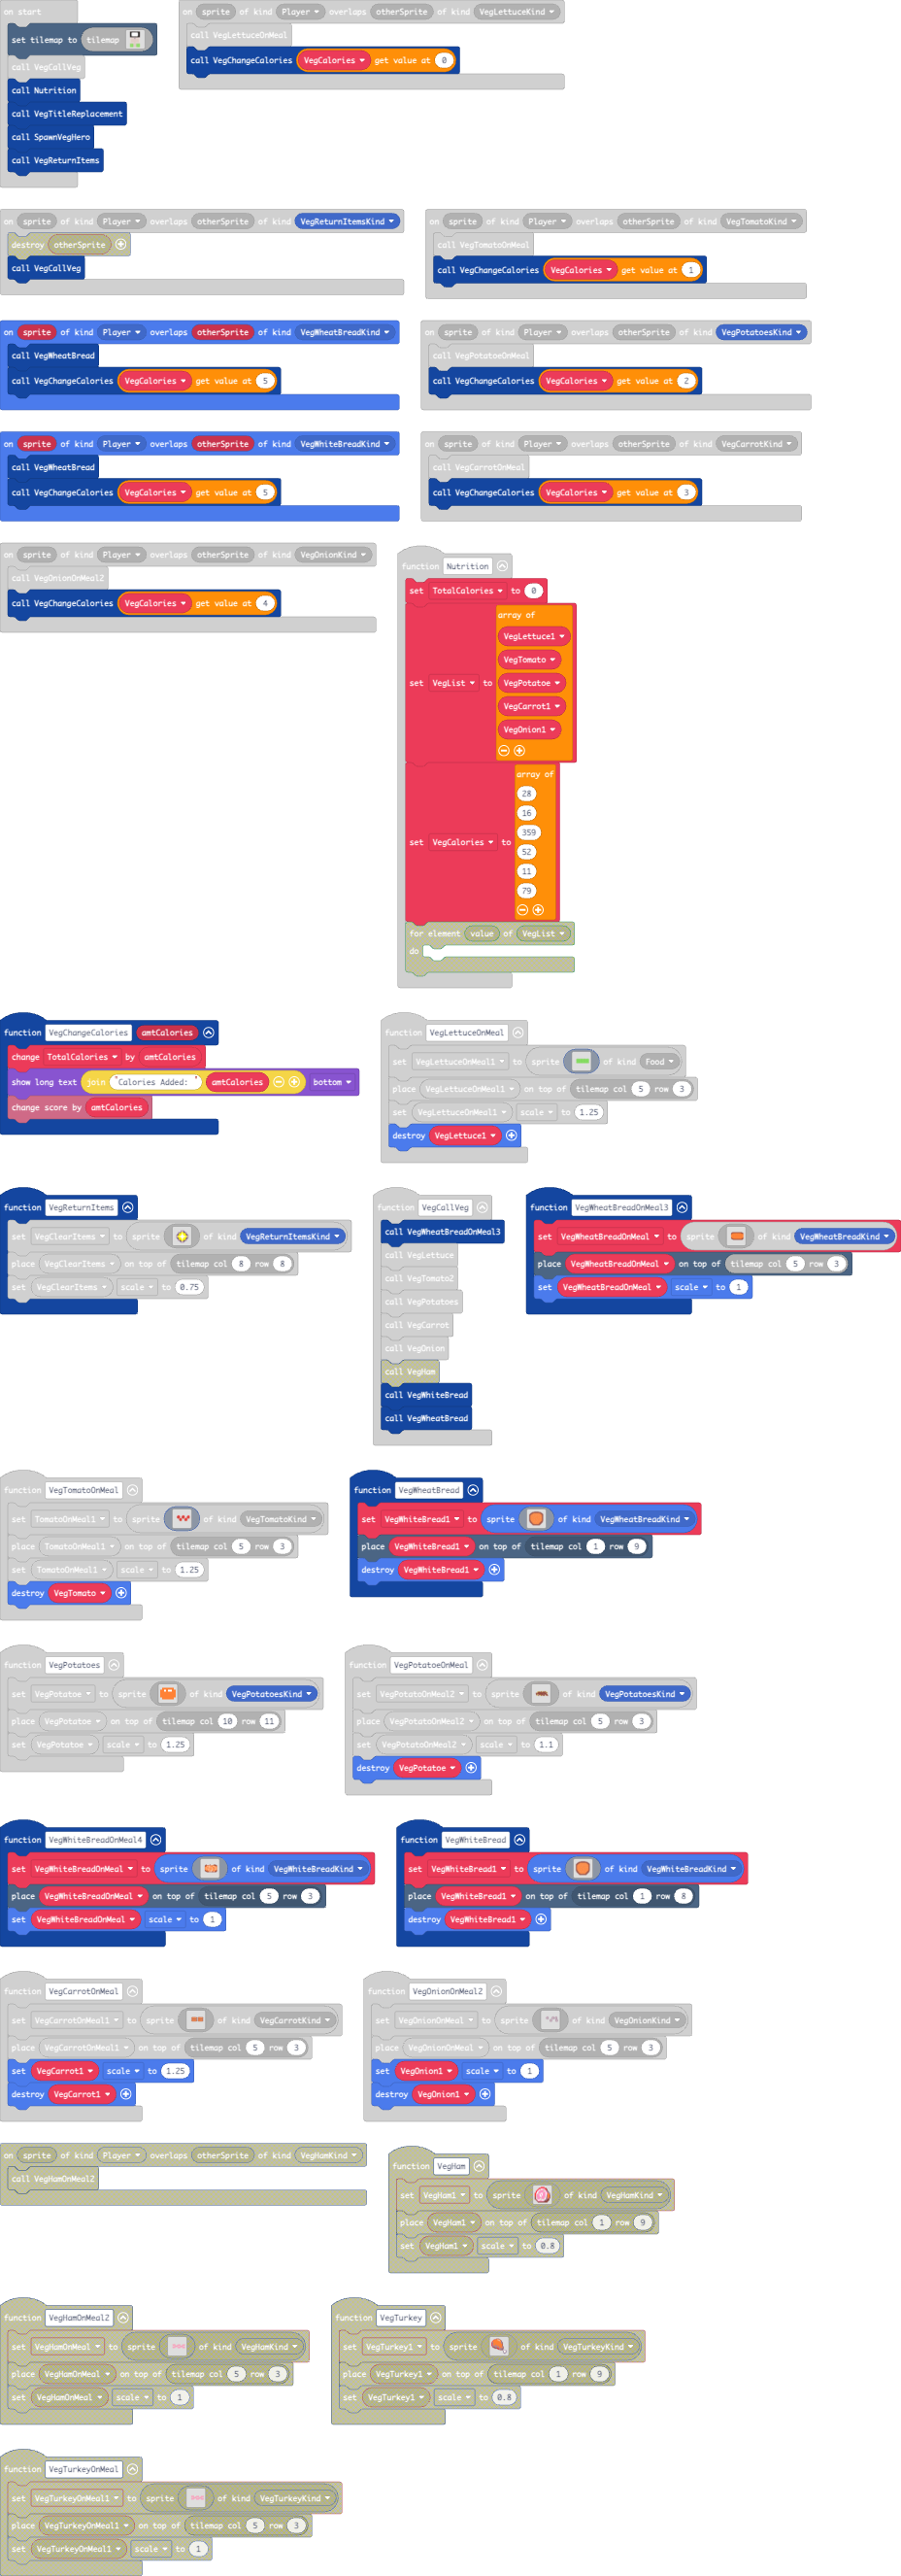 on start
set tilemap to tilemap
call VegCallVeg
call Nutrition
call VegTitleReplacement
call SpawnVegHero
call VegReturnItems
on sprite of kind Player overlaps otherSprite of kind VegLettuceKind
call VegLettuceOnMeal
call VegChangeCalories VegCalories get value at 0
on sprite of kind Player overlaps otherSprite of kind VegReturnItemsKind
destroy otherSprite
call VegCallVeg
on sprite of kind Player overlaps otherSprite of kind VegTomatoKind
call VegTomatoOnMeal
call VegChangeCalories VegCalories get value at 1
on sprite of kind Player overlaps otherSprite of kind VegWheatBreadKind
call VegWheatBread
call VegChangeCalories VegCalories get value at 5
on sprite of kind Player overlaps otherSprite of kind VegPotatoesKind
call VegPotatoeOnMeal
call VegChangeCalories VegCalories get value at 2
on sprite of kind Player overlaps otherSprite of kind VegWhiteBreadKind
call VegWheatBread
call VegChangeCalories VegCalories get value at 5
on sprite of kind Player overlaps otherSprite of kind VegCarrotKind
call VegCarrotOnMeal
call VegChangeCalories VegCalories get value at 3
on sprite of kind Player overlaps otherSprite of kind VegOnionKind
call VegOnionOnMeal2
call VegChangeCalories VegCalories get value at 4
function Nutrition
set TotalCalories to 0
set VegList to array of
VegLettuce1
VegTomato
VegPotatoe
VegCarrot1
VegOnion1
set VegCalories to array of
28
16
359
52
11
79
for element value of VegList
do
function VegChangeCalories amtCalories
change TotalCalories by amtCalories
show long text join "Calories Added: " amtCalories bottom
change score by amtCalories
function VegLettuceOnMeal
set VegLettuceOnMeal1 to sprite of kind Food
place VegLettuceOnMeal1 on top of tilemap col 5 row 3
set VegLettuceOnMeal1 scale to 1.25
destroy VegLettuce1
function VegReturnItems
set VegClearItems to sprite of kind VegReturnItemsKind
place VegClearItems on top of tilemap col 8 row 8
set VegClearItems scale to 0.75
function VegCallVeg
call VegWheatBreadOnMeal3
call VegLettuce
call VegTomato2
call VegPotatoes
call VegCarrot
call VegOnion
call VegHam
call VegWhiteBread
call VegWheatBread
function VegWheatBreadOnMeal3
set VegWheatBreadOnMeal to sprite of kind VegWheatBreadKind
place VegWheatBreadOnMeal on top of tilemap col 5 row 3
set VegWheatBreadOnMeal scale to 1
function VegTomatoOnMeal
set TomatoOnMeal1 to sprite of kind VegTomatoKind
place TomatoOnMeal1 on top of tilemap col 5 row 3
set TomatoOnMeal1 scale to 1.25
destroy VegTomato
function VegWheatBread
set VegWhiteBread1 to sprite of kind VegWheatBreadKind
place VegWhiteBread1 on top of tilemap col 1 row 9
destroy VegWhiteBread1
function VegPotatoes
set VegPotatoe to sprite of kind VegPotatoesKind
place VegPotatoe on top of tilemap col 10 row 11
set VegPotatoe scale to 1.25
function VegPotatoeOnMeal
set VegPotatoOnMeal2 to sprite of kind VegPotatoesKind
place VegPotatoOnMeal2 on top of tilemap col 5 row 3
set VegPotatoOnMeal2 scale to 1.1
destroy VegPotatoe
function VegWhiteBreadOnMeal4
set VegWhiteBreadOnMeal to sprite of kind VegWhiteBreadKind
place VegWhiteBreadOnMeal on top of tilemap col 5 row 3
set VegWhiteBreadOnMeal scale to 1
function VegWhiteBread
set VegWhiteBread1 to sprite of kind VegWhiteBreadKind
place VegWhiteBread1 on top of tilemap col 1 row 8
destroy VegWhiteBread1
function VegCarrotOnMeal
set VegCarrotOnMeal1 to sprite of kind VegCarrotKind
place VegCarrotOnMeal1 on top of tilemap col 5 row 3
set VegCarrot1 scale to 1.25
destroy VegCarrot1
function VegOnionOnMeal2
set VegOnionOnMeal to sprite of kind VegOnionKind
place VegOnionOnMeal on top of tilemap col 5 row 3
set VegOnion1 scale to 1
destroy VegOnion1
on sprite of kind Player overlaps otherSprite of kind VegHamKind
call VegHamOnMeal2
function VegHam
set VegHam1 to sprite of kind VegHamKind
place VegHam1 on top of tilemap col 1 row 9
set VegHam1 scale to 0.8
function VegHamOnMeal2
set VegHamOnMeal to sprite of kind VegHamKind
place VegHamOnMeal on top of tilemap col 5 row 3
set VegHamOnMeal scale to 1
function VegTurkey
set VegTurkey1 to sprite of kind VegTurkeyKind
place VegTurkey1 on top of tilemap col 1 row 9
set VegTurkey1 scale to 0.8
function VegTurkeyOnMeal
set VegTurkeyOnMeal1 to sprite of kind VegTurkeyKind
place VegTurkeyOnMeal1 on top of tilemap col 5 row 3
set VegTurkeyOnMeal1 scale to 1